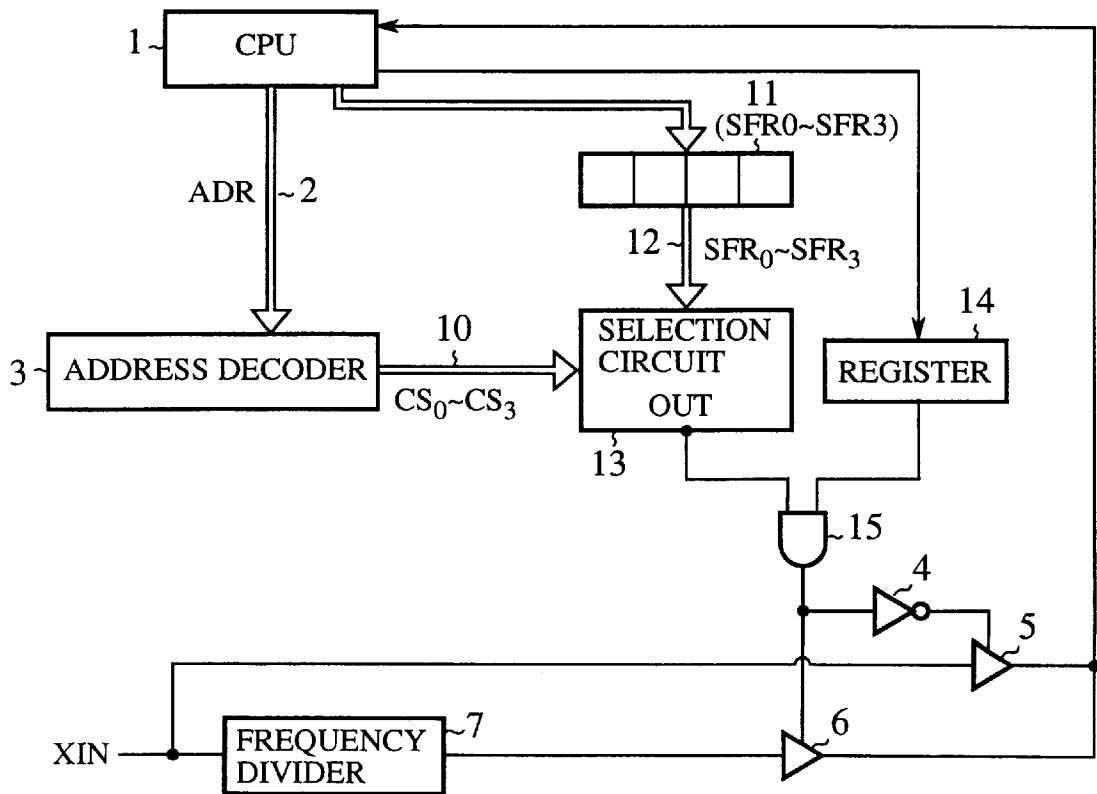 1
CPU
11
(SFR0~SFR3)
ADR
2
12
SFR0~SFR3
14
3
ADDRESS DECODER
10
CS0~CS3
SELECTION
CIRCUIT
OUT
13
REGISTER
15
4
5
XIN
FREQUENCY
DIVIDER
7
6